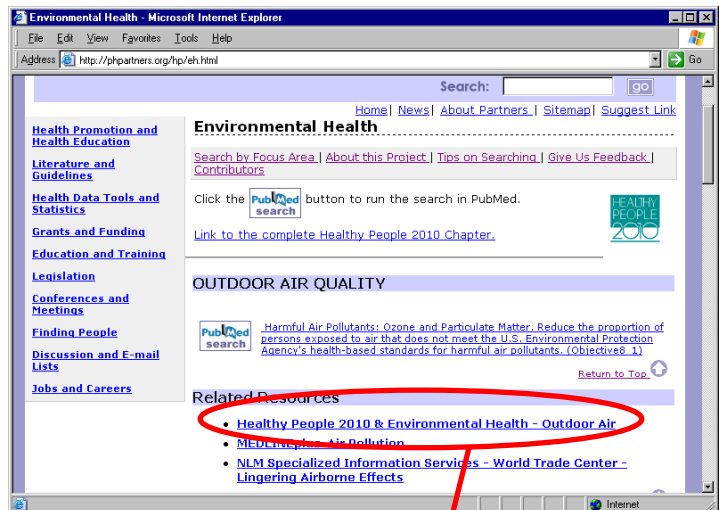 Environmental Health - Microsoft Internet Explorer
File Edit View Favorites Tools Help
Address http://phpartners.org/hp/eh.html Go
Search: go
Home| News| About Partners | Sitemap| Suggest Link
Health Promotion and
Health Education
Literature and
Guidelines
Health Data Tools and
Statistics
Grants and Funding
Education and Training
Legislation
Conferences and
Meetings
Finding People
Discussion and E-mail
Lists
Jobs and Careers
Environmental Health
Search by Focus Area | About this Project | Tips on Searching | Give Us Feedback |
Contributors
Click the PubMed search button to run the search in PubMed.
HEALTHY
PEOPLE
2010
Link to the complete Healthy People 2010 Chapter.
OUTDOOR AIR QUALITY
PubMed
search
Harmful Air Pollutants: Ozone and Particulate Matter. Reduce the proportion of
persons exposed to air that does not meet the U.S. Environmental Protection
Agency's health-based standards for harmful air pollutants. (Objective8 1)
Return to Top
Related Resources
• Healthy People 2010 & Environmental Health - Outdoor Air
• MEDLINEplus Air Pollution
• NLM Specialized Information Services - World Trade Center -
Lingering Airborne Effects
Internet